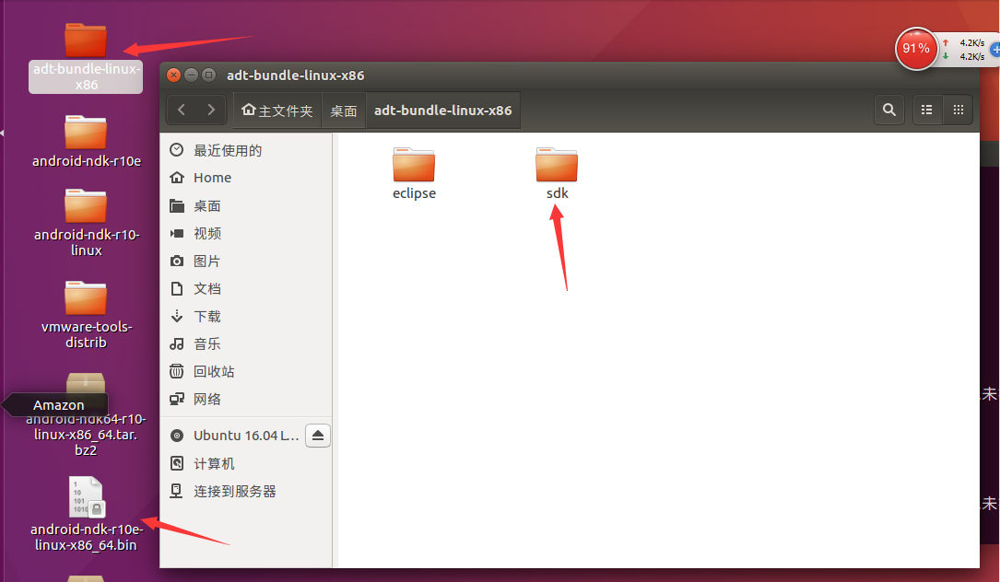 adt-bundle-linux-
x86
android-ndk-r10e
android-ndk-r10-
linux
vmware-tools-
distrib
Amazon
android-ndk64-r10-
linux-x86_64.tar.
bz2
1
10
101
1010
android-ndk-r10e-
linux-x86_64.bin
adt-bundle-linux-x86
主文件夹
桌面
adt-bundle-linux-x86
最近使用的
Home
桌面
视频
图片
文档
下载
音乐
回收站
网络
Ubuntu 16.04 L...
计算机
连接到服务器
eclipse
sdk
91%
4.2K/s
4.2K/s
未
未